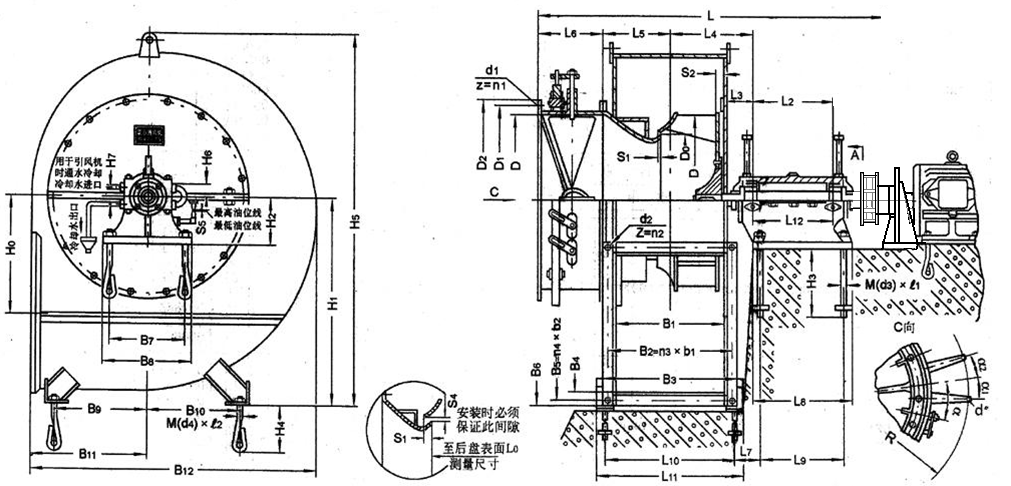 用于引风机
时通水冷却
冷却水进口
H7
H6
冷却水出口
S5
最高油位线
最低油位线
H2
H0
H1
H5
B7
B8
B9
B10
M(d4)×ℓ2
H4
B11
B12
S4
S1
安装时必须
保证此间隙
至后盘表面L0
测量尺寸
L
L6
L5
L4
S2
d1
z=n1
L3
L2
D2
D1
D
S1
D0
D
A
C
d2
Z=n2
L12
H3
M(d3)×ℓ1
B1
B2=n3×b1
B3
B6
B5=n4×b2
B4
L8
L10
L7
L9
L11
C向
α2
α1
α
d°
R